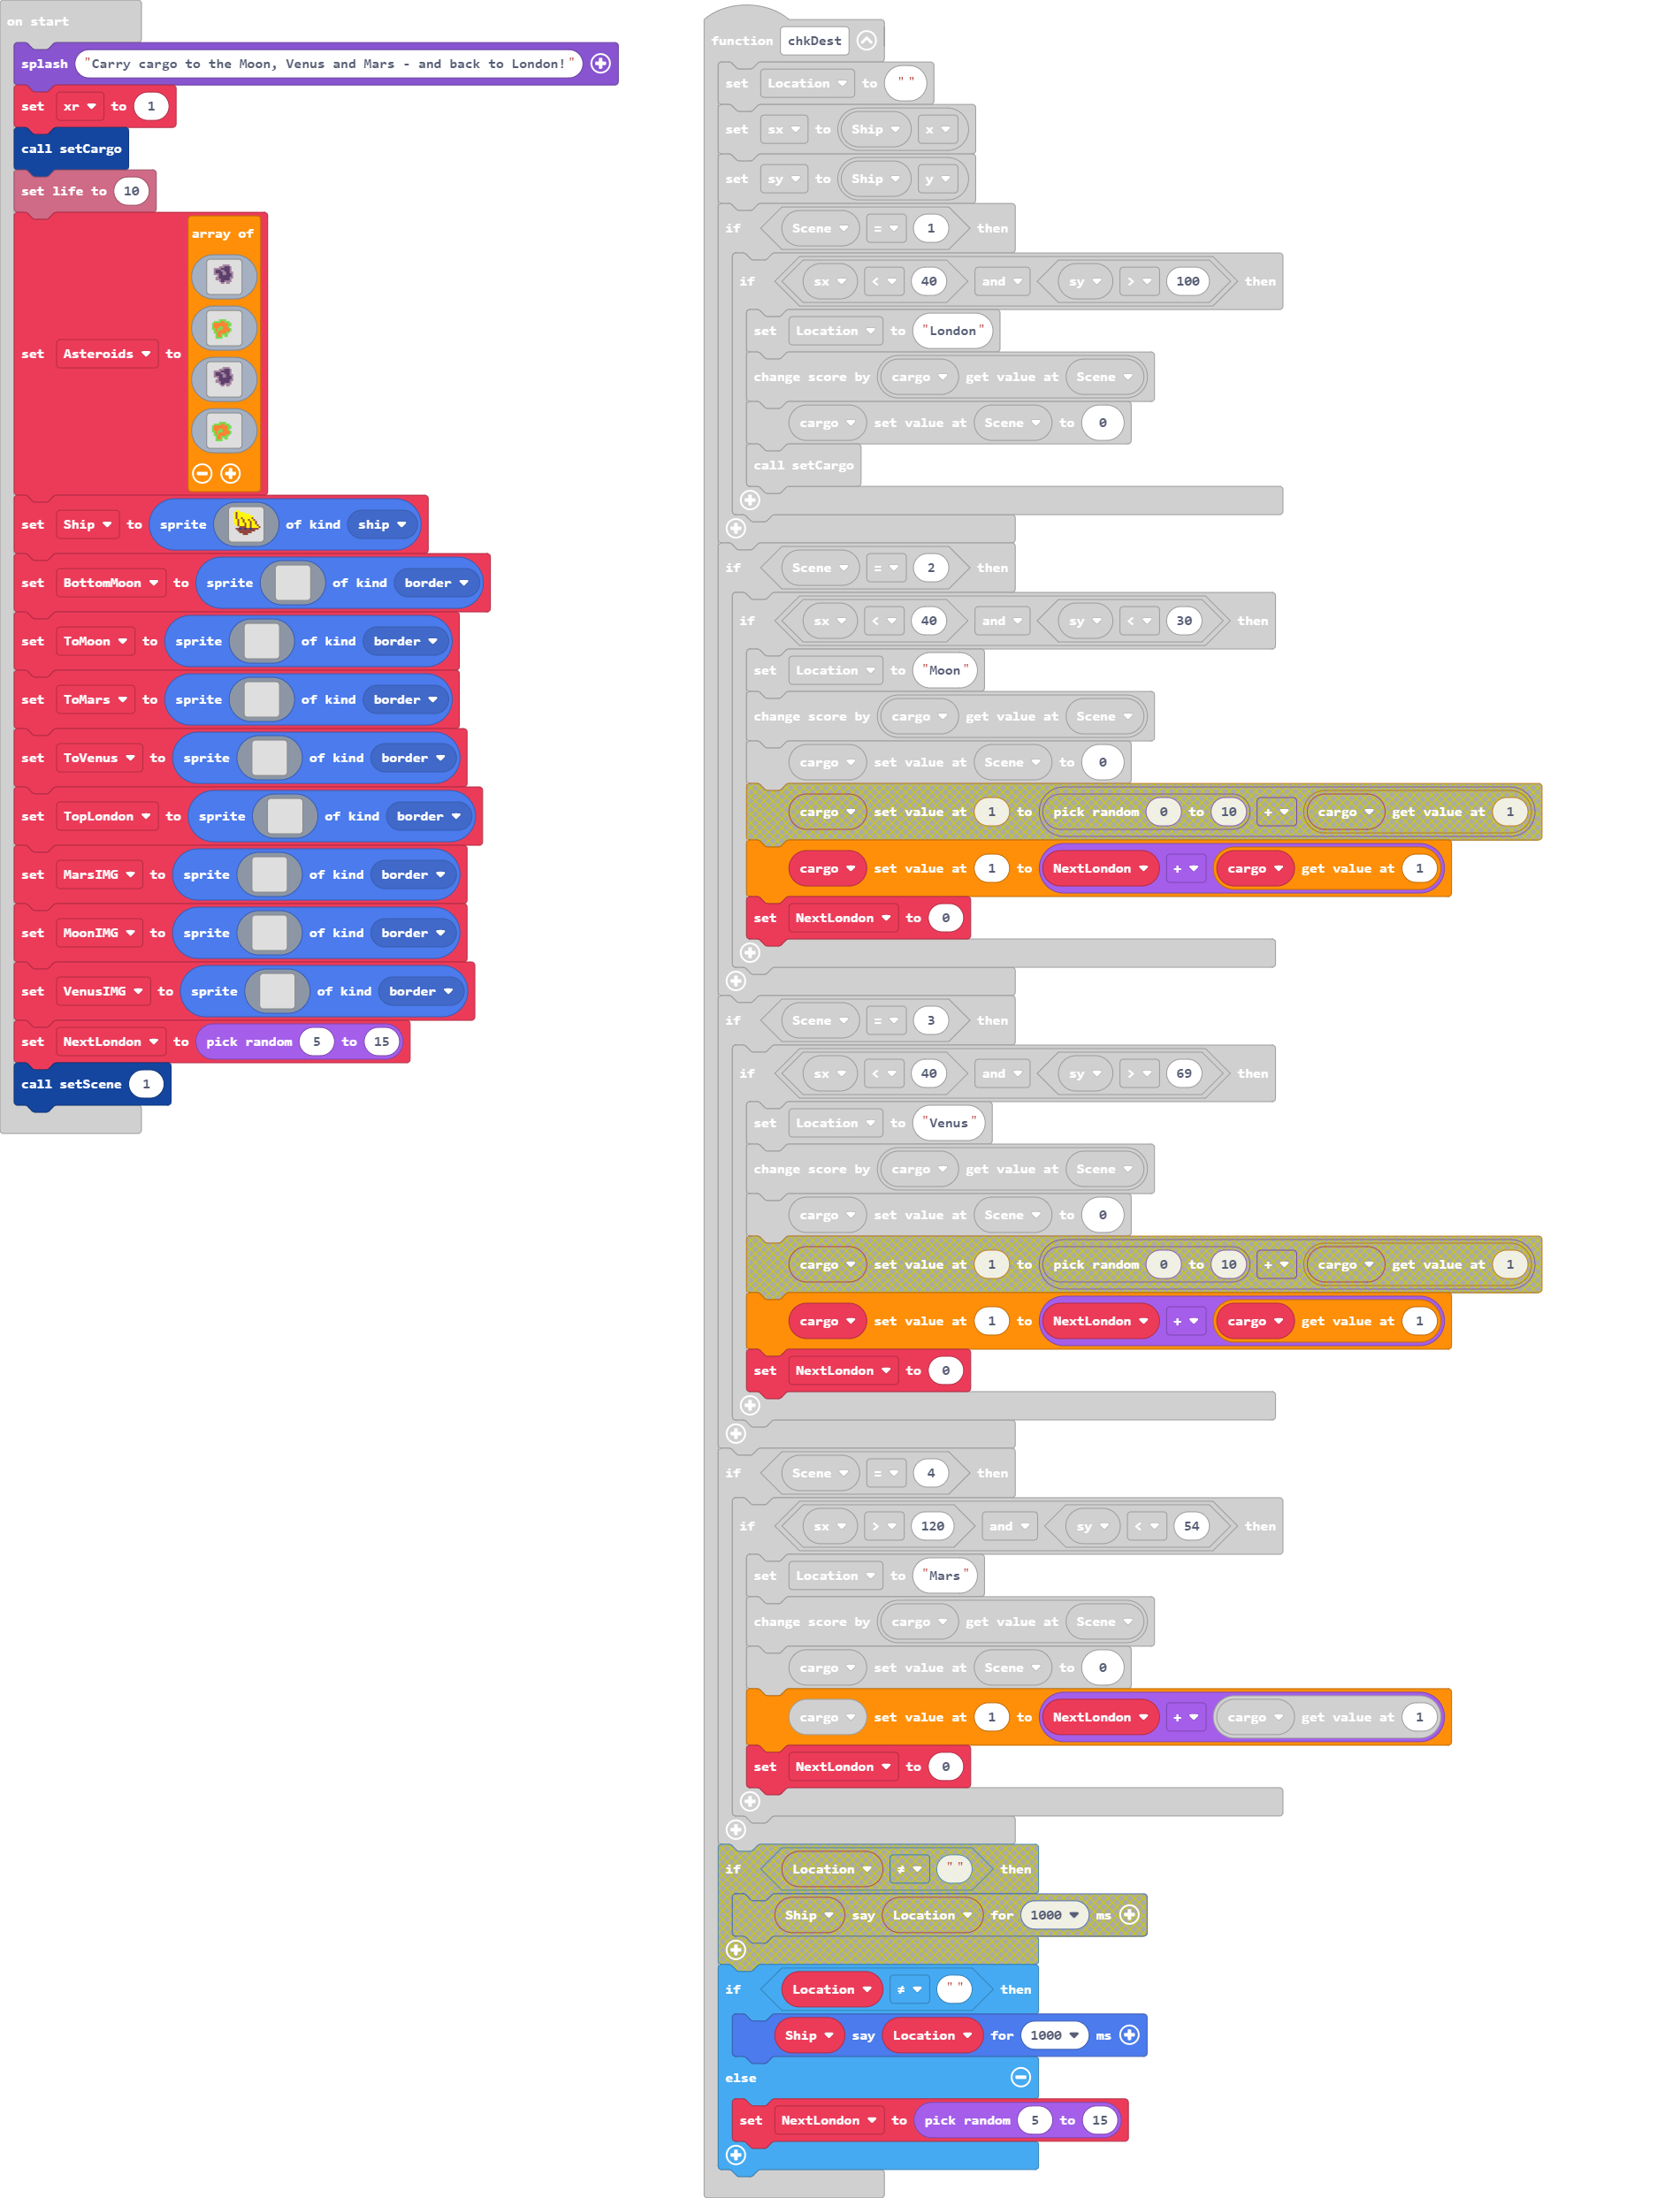 on start
splash "Carry cargo to the Moon, Venus and Mars - and back to London!"
set xr to 1
call setCargo
set life to 10
array of
set Asteroids to
set Ship to sprite of kind ship
set BottomMoon to sprite of kind border
set ToMoon to sprite of kind border
set ToMars to sprite of kind border
set ToVenus to sprite of kind border
set TopLondon to sprite of kind border
set MarsIMG to sprite of kind border
set MoonIMG to sprite of kind border
set VenusIMG to sprite of kind border
set NextLondon to pick random 5 to 15
call setScene 1
function chkDest
set Location to " "
set sx to Ship x
set sy to Ship y
if Scene = 1 then
if sx < 40 and sy > 100 then
set Location to "London"
change score by cargo get value at Scene
cargo set value at Scene to 0
call setCargo
if Scene = 2 then
if sx < 40 and sy < 30 then
set Location to "Moon"
change score by cargo get value at Scene
cargo set value at Scene to 0
cargo set value at 1 to pick random 0 to 10 + cargo get value at 1
cargo set value at 1 to NextLondon + cargo get value at 1
set NextLondon to 0
if Scene = 3 then
if sx < 40 and sy > 69 then
set Location to "Venus"
change score by cargo get value at Scene
cargo set value at Scene to 0
cargo set value at 1 to pick random 0 to 10 + cargo get value at 1
cargo set value at 1 to NextLondon + cargo get value at 1
set NextLondon to 0
if Scene = 4 then
if sx > 120 and sy < 54 then
set Location to "Mars"
change score by cargo get value at Scene
cargo set value at Scene to 0
cargo set value at 1 to NextLondon + cargo get value at 1
set NextLondon to 0
if Location ≠ " " then
Ship say Location for 1000 ms
if Location ≠ " " then
Ship say Location for 1000 ms
else
set NextLondon to pick random 5 to 15